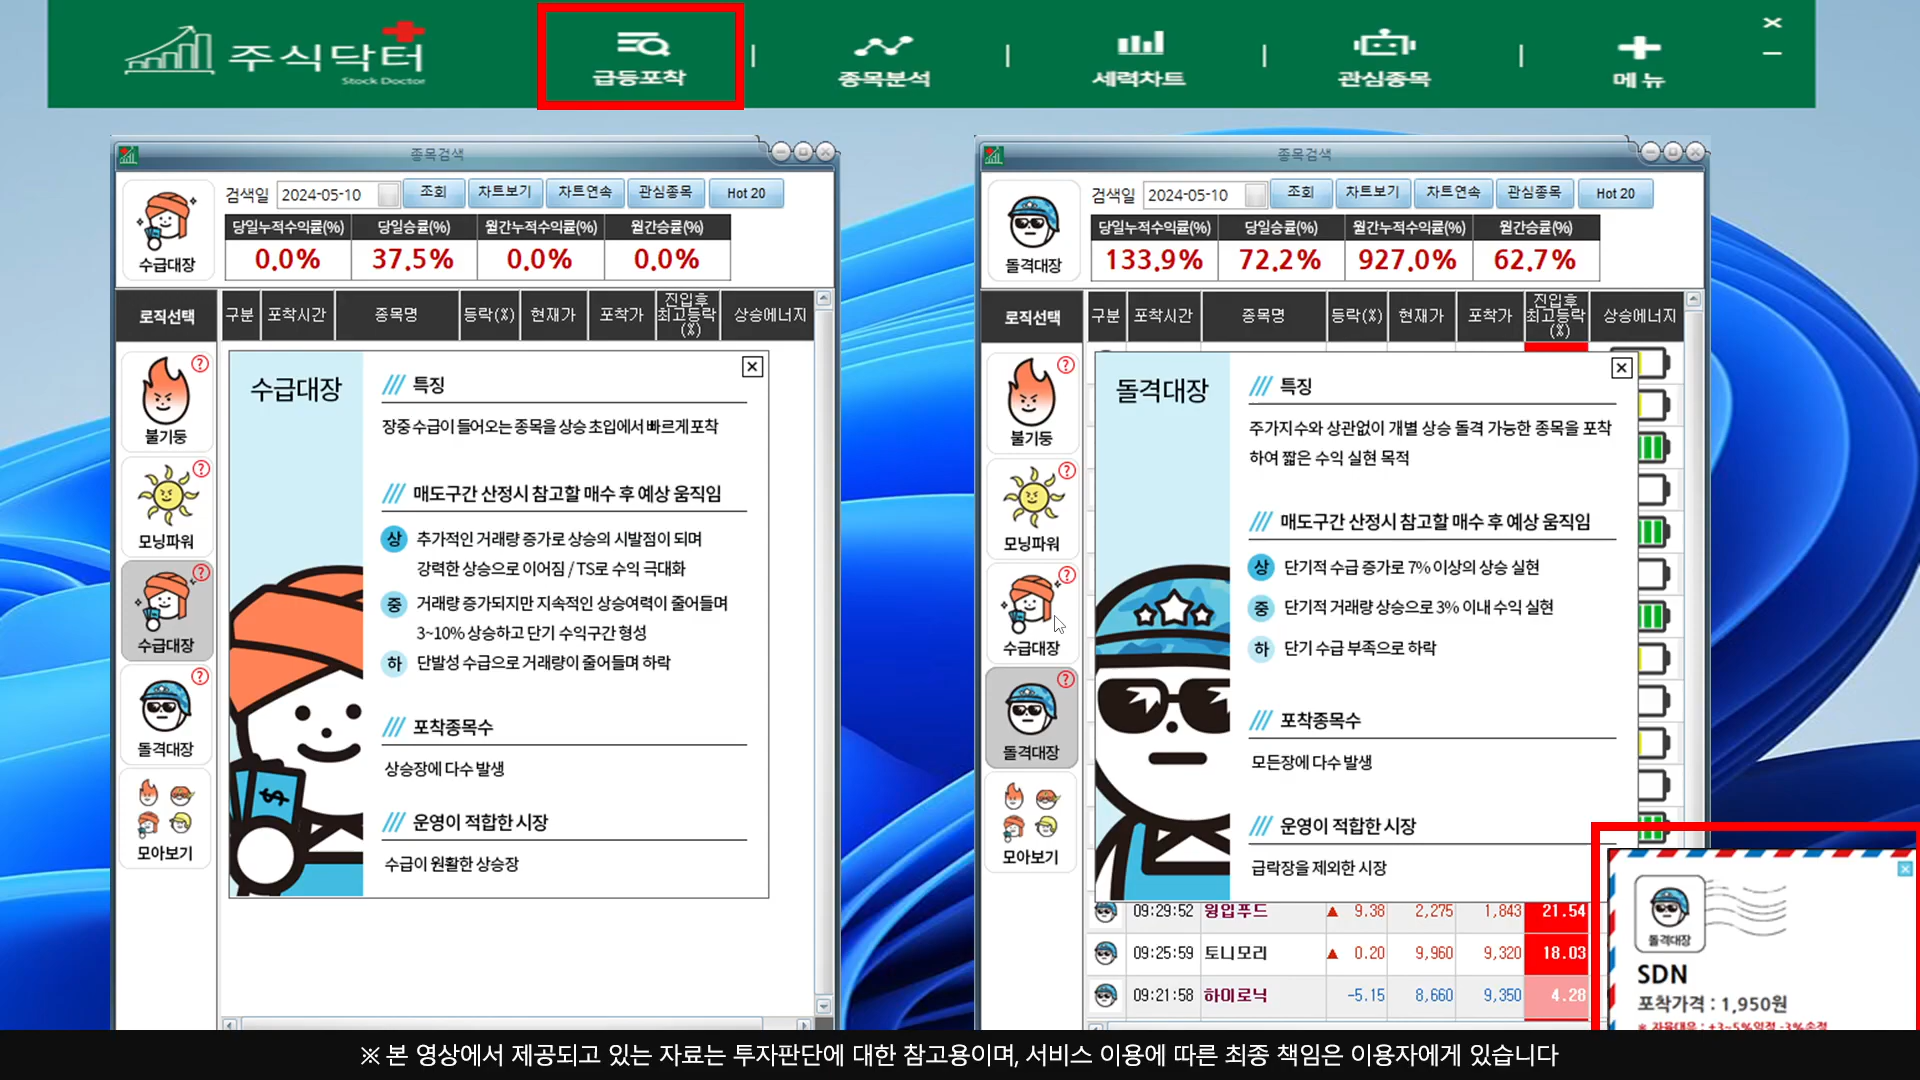 주식닥터
Stock Doctor
급등포착
종목분석
세력차트
관심종목
메뉴
종목검색
수급대장
검색일 2024-05-10 조회 차트보기 차트연속 관심종목 Hot 20
당일누적수익률(%) 당일승률(%) 월간누적수익률(%) 월간승률(%)
0.0% 37.5% 0.0% 0.0%
로직선택 구분 포착시간 종목명 등락(%) 현재가 포착가 진입후 최고등락 (%) 상승에너지
불기둥
모닝파워
수급대장
돌격대장
모아보기
수급대장
/// 특징
장중 수급이 들어오는 종목을 상승 초입에서 빠르게 포착
/// 매도구간 산정시 참고할 매수 후 예상 움직임
상 추가적인 거래량 증가로 상승의 시발점이 되며
강력한 상승으로 이어짐 / TS로 수익 극대화
중 거래량 증가되지만 지속적인 상승여력이 줄어들며
3~10% 상승하고 단기 수익구간 형성
하 단발성 수급으로 거래량이 줄어들며 하락
/// 포착종목수
상승장에 다수 발생
/// 운영이 적합한 시장
수급이 원활한 상승장
종목검색
돌격대장
검색일 2024-05-10 조회 차트보기 차트연속 관심종목 Hot 20
당일누적수익률(%) 당일승률(%) 월간누적수익률(%) 월간승률(%)
133.9% 72.2% 927.0% 62.7%
로직선택 구분 포착시간 종목명 등락(%) 현재가 포착가 진입후 최고등락 (%) 상승에너지
불기둥
모닝파워
수급대장
돌격대장
모아보기
돌격대장
/// 특징
주가지수와 상관없이 개별 상승 돌격 가능한 종목을 포착
하여 짧은 수익 실현 목적
/// 매도구간 산정시 참고할 매수 후 예상 움직임
상 단기적 수급 증가로 7% 이상의 상승 실현
중 단기적 거래량 상승으로 3% 이내 수익 실현
하 단기 수급 부족으로 하락
/// 포착종목수
모든장에 다수 발생
/// 운영이 적합한 시장
급락장을 제외한 시장
09:29:52 윙입푸드 ▲ 9.38 2,275 1,843 21.54
09:25:59 토니모리 ▲ 0.20 9,960 9,320 18.03
09:21:58 하이로닉 -5.15 8,660 9,350 4.28
돌격대장
SDN
포착가격 : 1,950원
※ 본 영상에서 제공되고 있는 자료는 투자판단에 대한 참고용이며, 서비스 이용에 따른 최종 책임은 이용자에게 있습니다